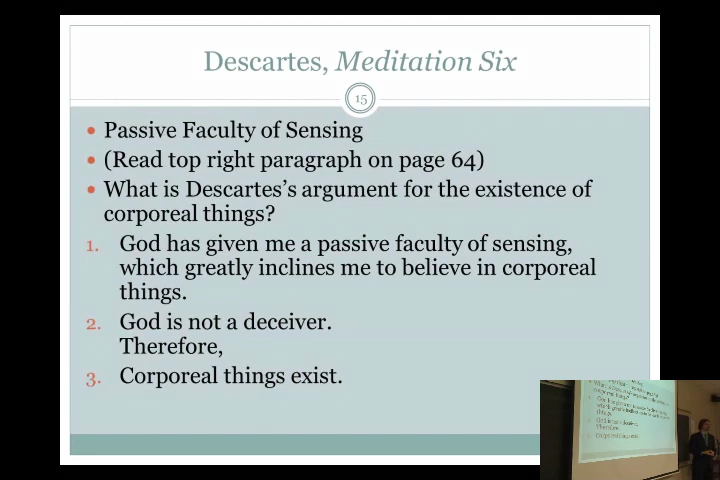 Descartes, Meditation Six
15
• Passive Faculty of Sensing
• (Read top right paragraph on page 64)
• What is Descartes's argument for the existence of
corporeal things?
1. God has given me a passive faculty of sensing,
which greatly inclines me to believe in corporeal
things.
2. God is not a deceiver.
Therefore,
3. Corporeal things exist.